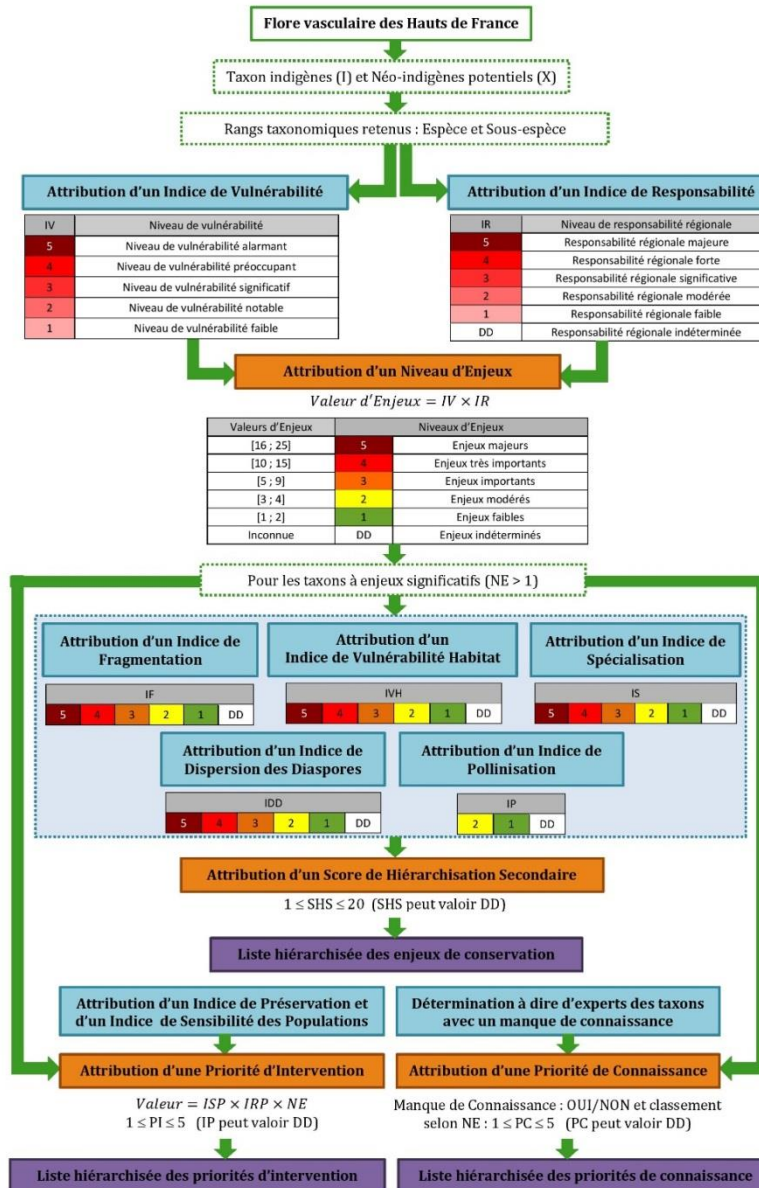 Flore vasculaire des Hauts de France
Taxon indigènes (I) et Néo-indigènes potentiels (X)
Rangs taxonomiques retenus : Espèce et Sous-espèce
Attribution d'un Indice de Vulnérabilité
IV Niveau de vulnérabilité
5 Niveau de vulnérabilité alarmant
4 Niveau de vulnérabilité préoccupant
3 Niveau de vulnérabilité significatif
2 Niveau de vulnérabilité notable
1 Niveau de vulnérabilité faible
Attribution d'un Indice de Responsabilité
IR Niveau de responsabilité régionale
5 Responsabilité régionale majeure
4 Responsabilité régionale forte
3 Responsabilité régionale significative
2 Responsabilité régionale modérée
1 Responsabilité régionale faible
DD Responsabilité régionale indéterminée
Attribution d'un Niveau d'Enjeux
Valeur d'Enjeux = IV × IR
Valeurs d'Enjeux Niveaux d'Enjeux
[16 ; 25] 5 Enjeux majeurs
[10 ; 15] 4 Enjeux très importants
[5 ; 9] 3 Enjeux importants
[3 ; 4] 2 Enjeux modérés
[1 ; 2] 1 Enjeux faibles
Inconnue DD Enjeux indéterminés
Pour les taxons à enjeux significatifs (NE > 1)
Attribution d'un Indice de
Fragmentation
IF
5 4 3 2 1 DD
Attribution d'un
Indice de Vulnérabilité Habitat
IVH
5 4 3 2 1 DD
Attribution d'un Indice de
Spécialisation
IS
5 4 3 2 1 DD
Attribution d'un Indice de
Dispersion des Diaspores
IDD
5 4 3 2 1 DD
Attribution d'un Indice de
Pollinisation
IP
2 1 DD
Attribution d'un Score de Hiérarchisation Secondaire
1 ≤ SHS ≤ 20 (SHS peut valoir DD)
Liste hiérarchisée des enjeux de conservation
Attribution d'un Indice de Préservation et
d'un Indice de Sensibilité des Populations
Attribution d'une Priorité d'Intervention
Valeur = ISP × IRP × NE
1 ≤ PI ≤ 5 (IP peut valoir DD)
Liste hiérarchisée des priorités d'intervention
Détermination à dire d'experts des taxons
avec un manque de connaissance
Attribution d'une Priorité de Connaissance
Manque de Connaissance : OUI/NON et classement
selon NE : 1 ≤ PC ≤ 5 (PC peut valoir DD)
Liste hiérarchisée des priorités de connaissance